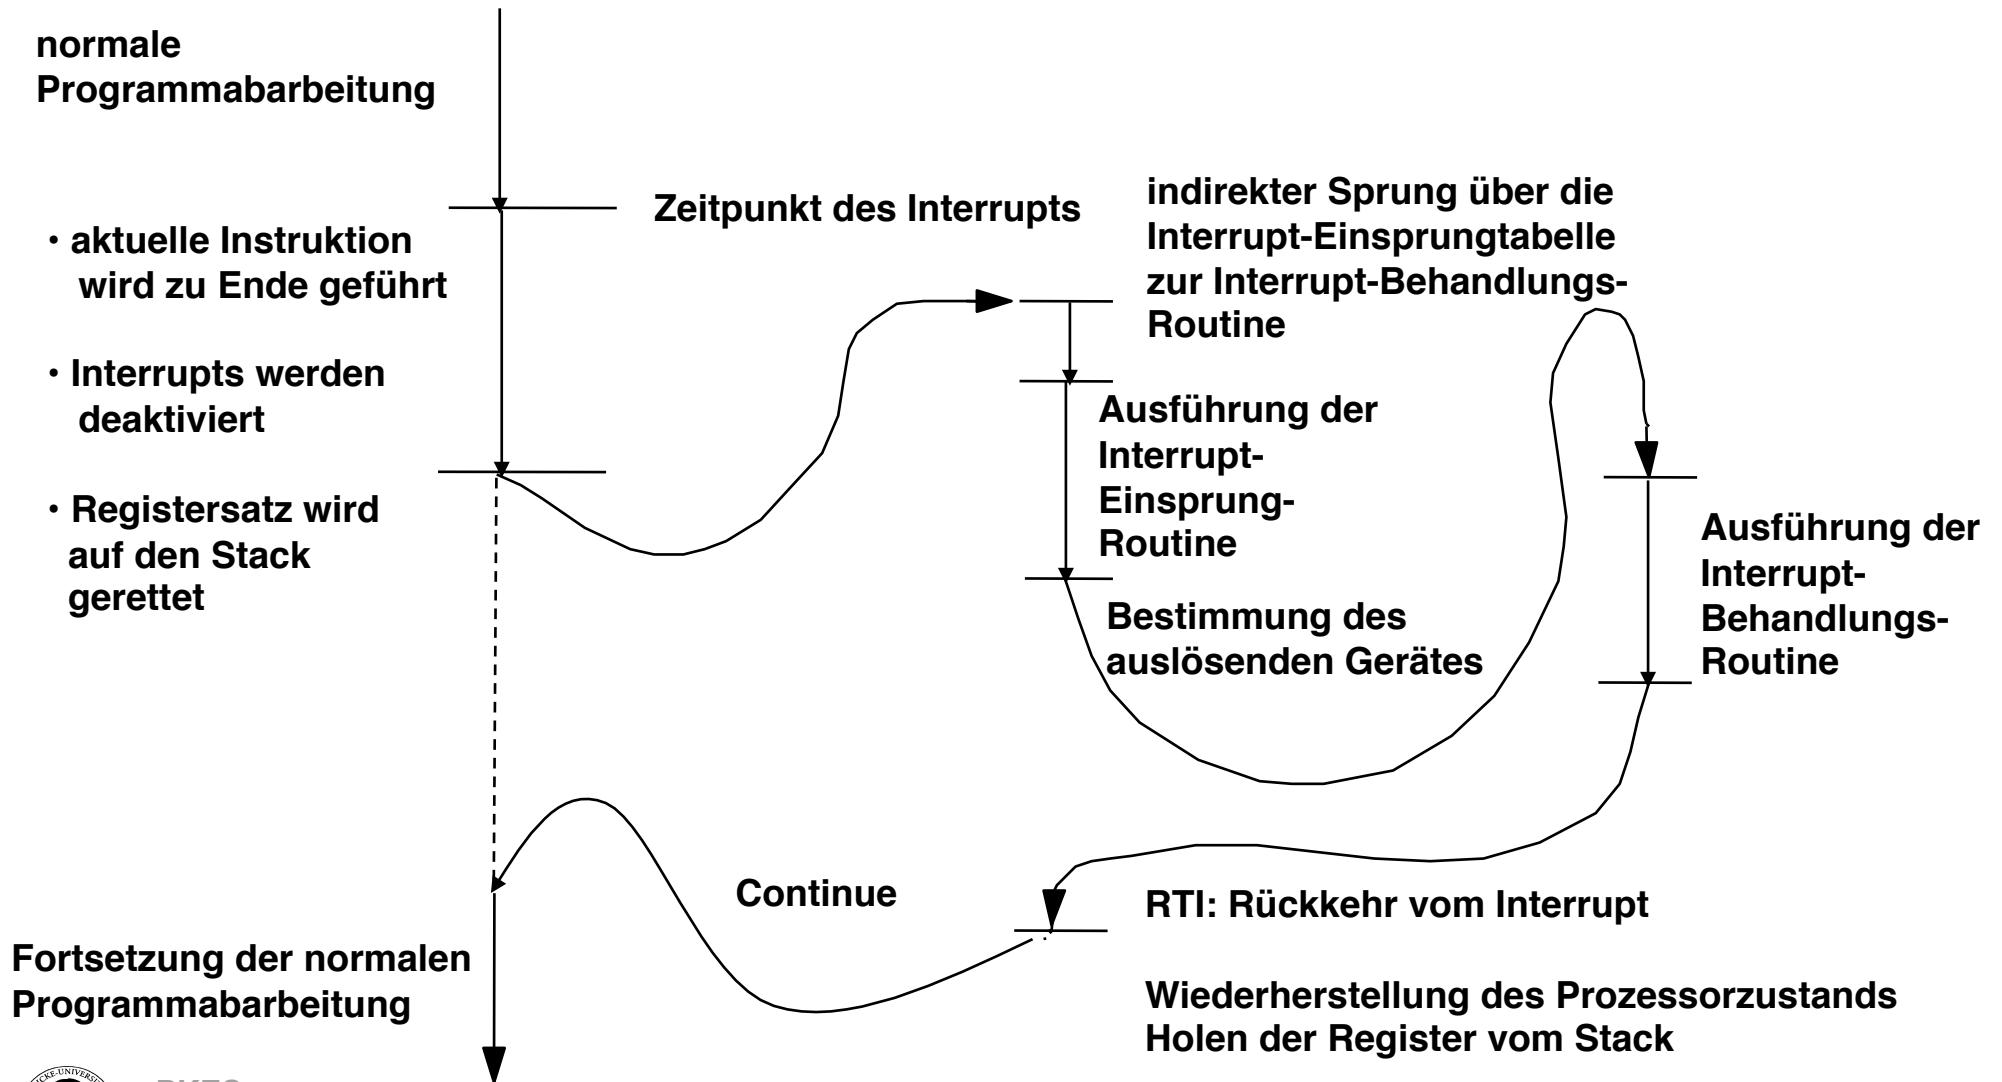 normale
Programmabarbeitung
Zeitpunkt des Interrupts
• aktuelle Instruktion
wird zu Ende geführt
• Interrupts werden
deaktiviert
• Registersatz wird
auf den Stack
gerettet
indirekter Sprung über die
Interrupt-Einsprungtabelle
zur Interrupt-Behandlungs-
Routine
Ausführung der
Interrupt-
Einsprung-
Routine
Bestimmung des
auslösenden Gerätes
Ausführung der
Interrupt-
Behandlungs-
Routine
Continue
RTI: Rückkehr vom Interrupt
Wiederherstellung des Prozessorzustands
Holen der Register vom Stack
Fortsetzung der normalen
Programmabarbeitung